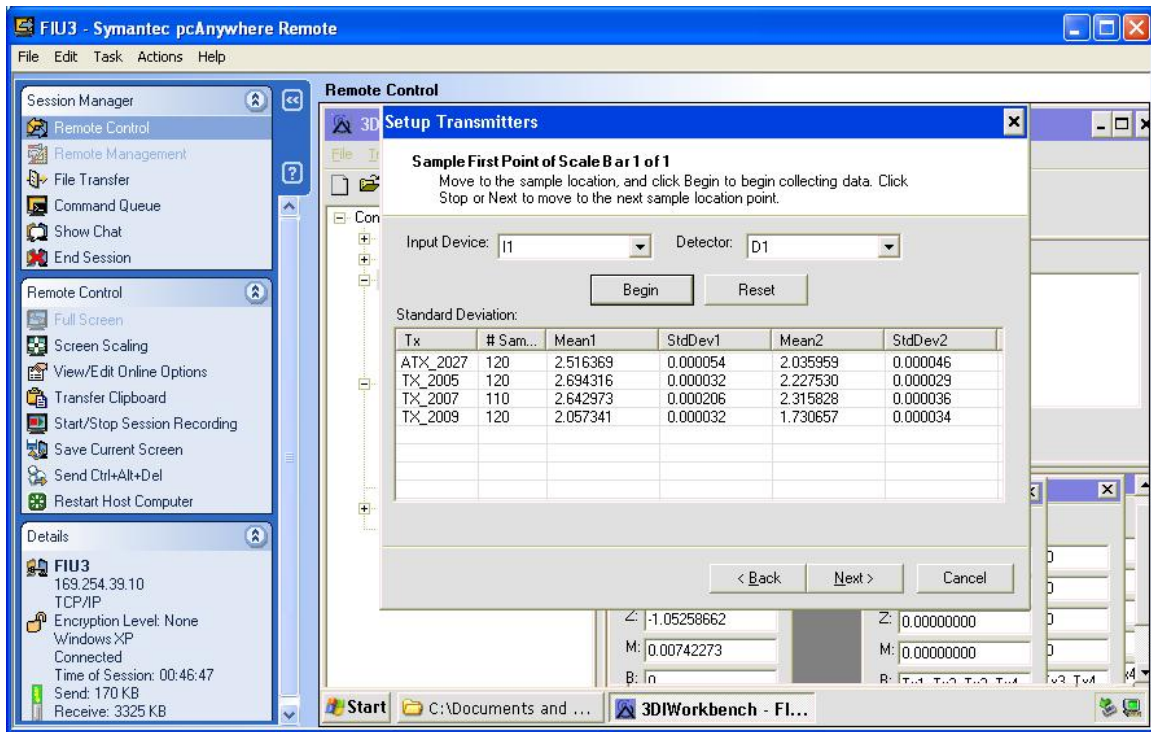 FIU3 - Symantec pcAnywhere Remote
File Edit Task Actions Help
Session Manager
Remote Control
Remote Management
File Transfer
Command Queue
Show Chat
End Session
Remote Control
Full Screen
Screen Scaling
View/Edit Online Options
Transfer Clipboard
Start/Stop Session Recording
Save Current Screen
Send Ctrl+Alt+Del
Restart Host Computer
Details
FIU3
169.254.39.10
TCP/IP
Encryption Level: None
Windows XP
Connected
Time of Session: 00:46:47
Send: 170 KB
Receive: 3325 KB
Remote Control
3D
File
Con
Setup Transmitters
Sample First Point of Scale Bar 1 of 1
Move to the sample location, and click Begin to begin collecting data. Click
Stop or Next to move to the next sample location point.
Input Device: I1 Detector: D1
Begin Reset
Standard Deviation:
Tx # Sam... Mean1 StdDev1 Mean2 StdDev2
ATX_2027 120 2.516369 0.000054 2.035959 0.000046
TX_2005 120 2.694316 0.000032 2.227530 0.000029
TX_2007 110 2.642973 0.000206 2.315828 0.000036
TX_2009 120 2.057341 0.000032 1.730657 0.000034
< Back Next > Cancel
Z: -1.05258662 Z: 0.00000000
M: 0.00742273 M: 0.00000000
Start C:\Documents and ... 3DIWorkbench - FI...